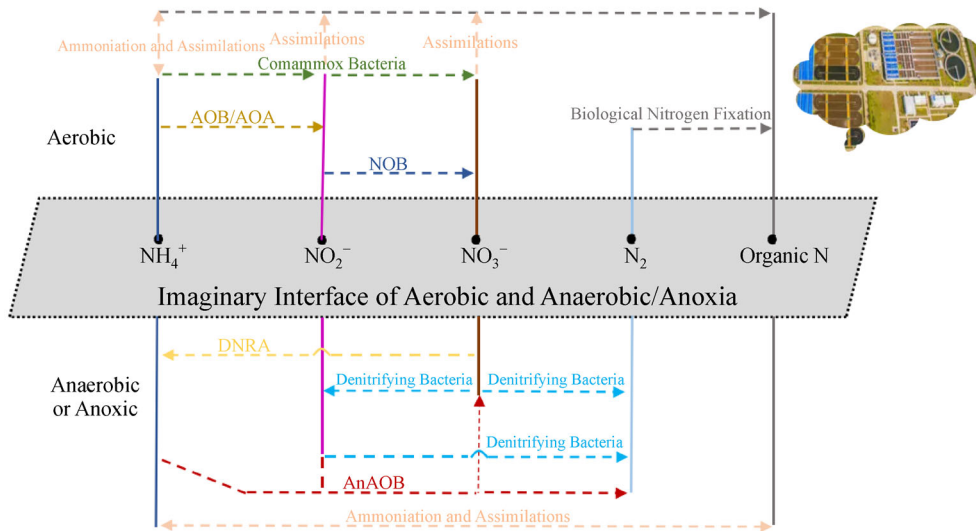 Ammoniation and Assimilations
Assimilations
Assimilations
Comammox Bacteria
AOB/AOA
Biological Nitrogen Fixation
Aerobic
NOB
NH₄⁺
NO₂⁻
NO₃⁻
N₂
Organic N
Imaginary Interface of Aerobic and Anaerobic/Anoxia
DNRA
Anaerobic
or Anoxic
Denitrifying Bacteria
Denitrifying Bacteria
Denitrifying Bacteria
AnAOB
Ammoniation and Assimilations